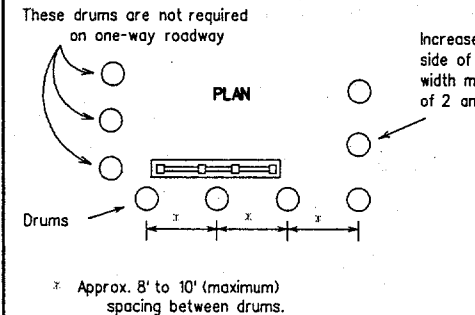 These drums are not required
on one-way roadway
PLAN
Increase
side of
width m
of 2 an
Drums
* * *
* Approx. 8' to 10' (maximum)
spacing between drums.